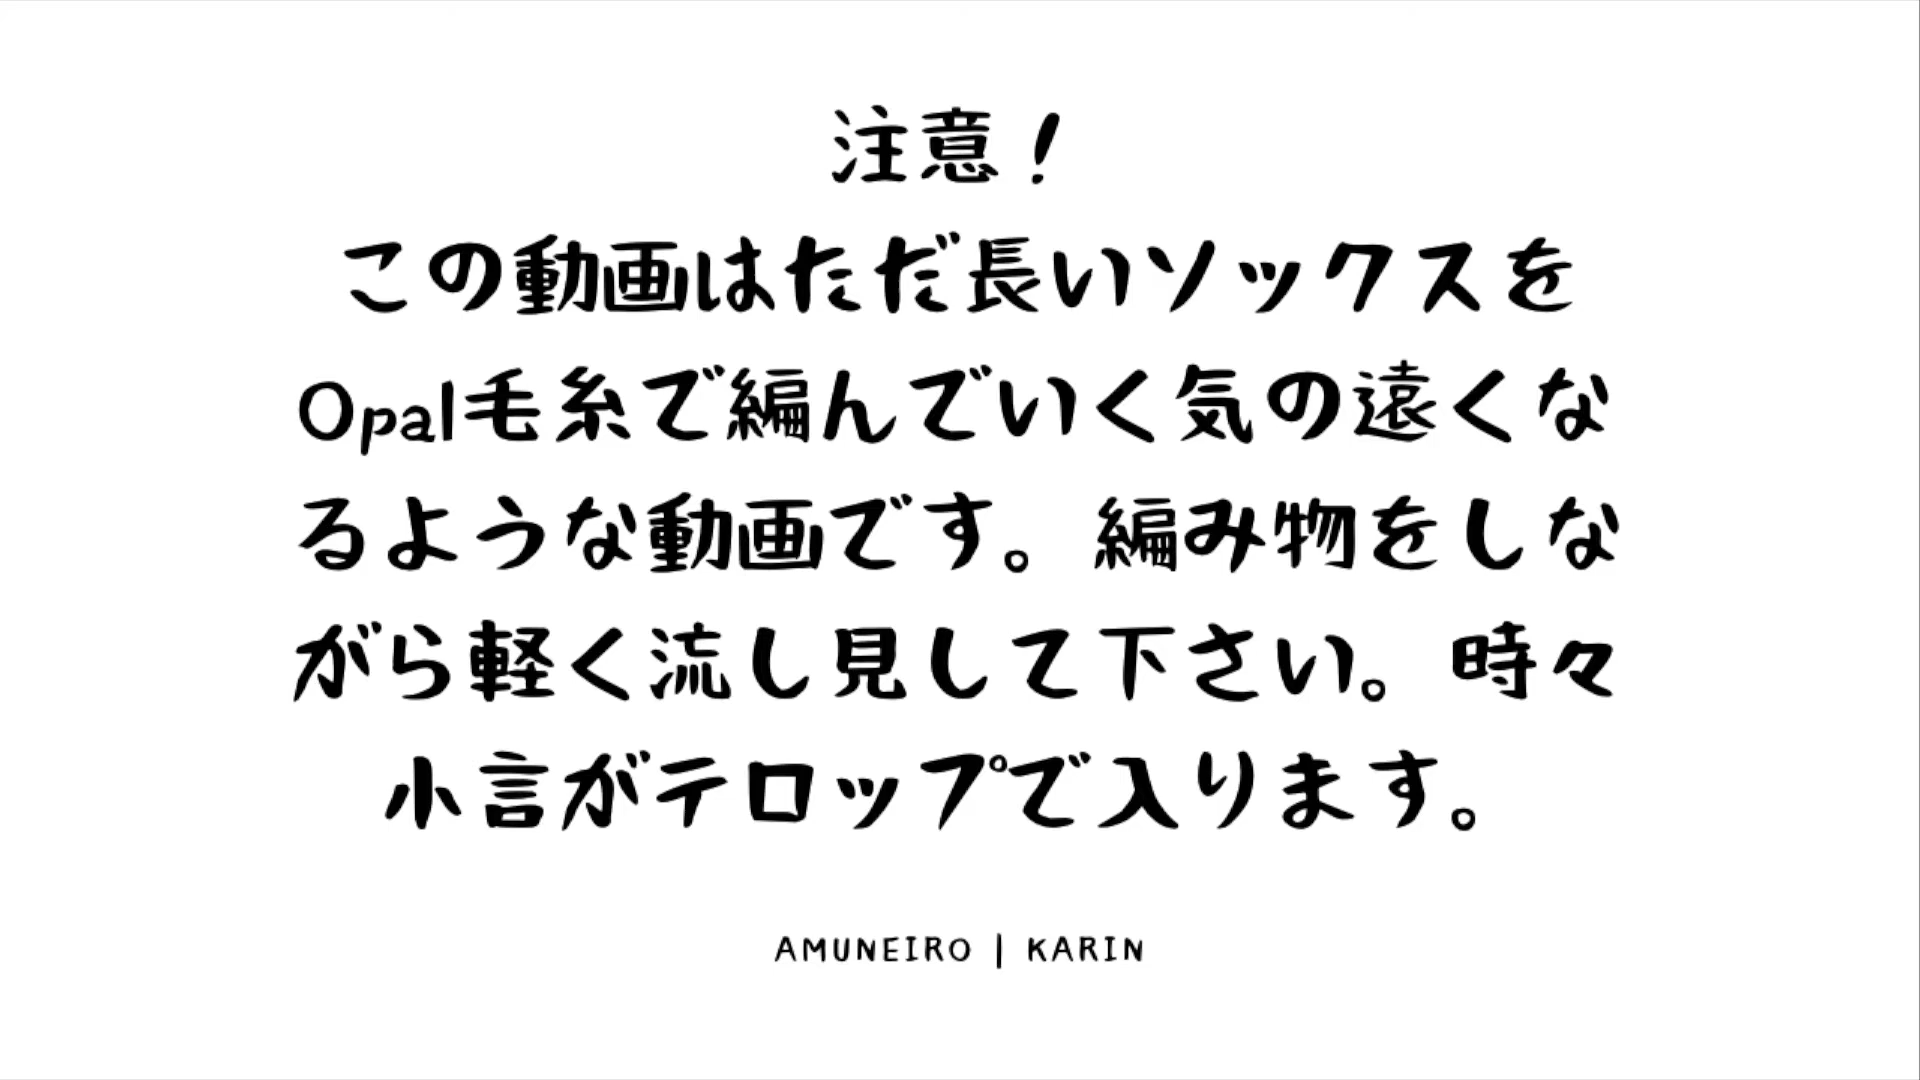 注意！
この動画はただ長いソックスを
Opal毛糸で編んでいく気の遠くな
るような動画です。編み物をしな
がら軽く流し見して下さい。時々
小言がテロップで入ります。
AMUNEIRO | KARIN